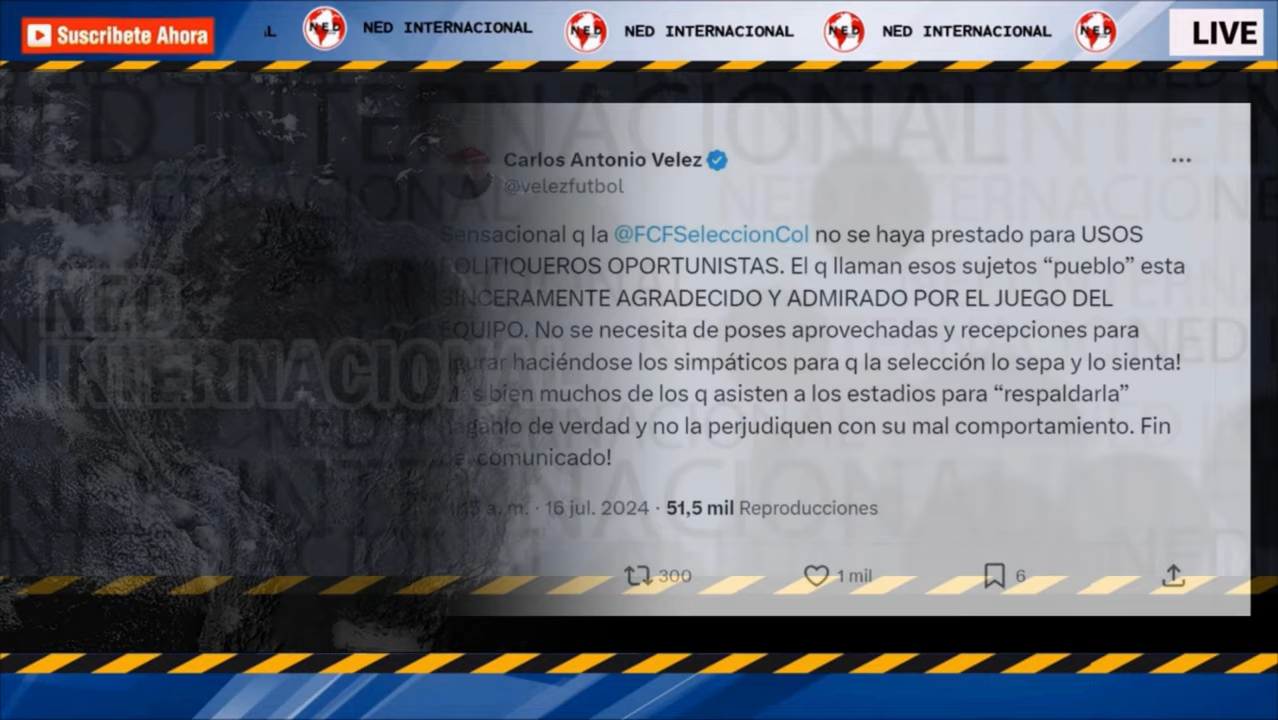 Suscribete Ahora
NED INTERNACIONAL NED INTERNACIONAL NED INTERNACIONAL
LIVE
Carlos Antonio Velez
@velezfutbol
Sensacional q la @FCFSeleccionCol no se haya prestado para USOS
POLITIQUEROS OPORTUNISTAS. El q llaman esos sujetos “pueblo” esta
SINCERAMENTE AGRADECIDO Y ADMIRADO POR EL JUEGO DEL
EQUIPO. No se necesita de poses aprovechadas y recepciones para
haciéndose los simpáticos para q la selección lo sepa y lo sienta!
bien muchos de los q asisten a los estadios para “respaldarla”
háganlo de verdad y no la perjudiquen con su mal comportamiento. Fin
comunicado!
a. m. · 16 jul. 2024 · 51,5 mil Reproducciones
300 1 mil 6
NED
INTERNACIONAL